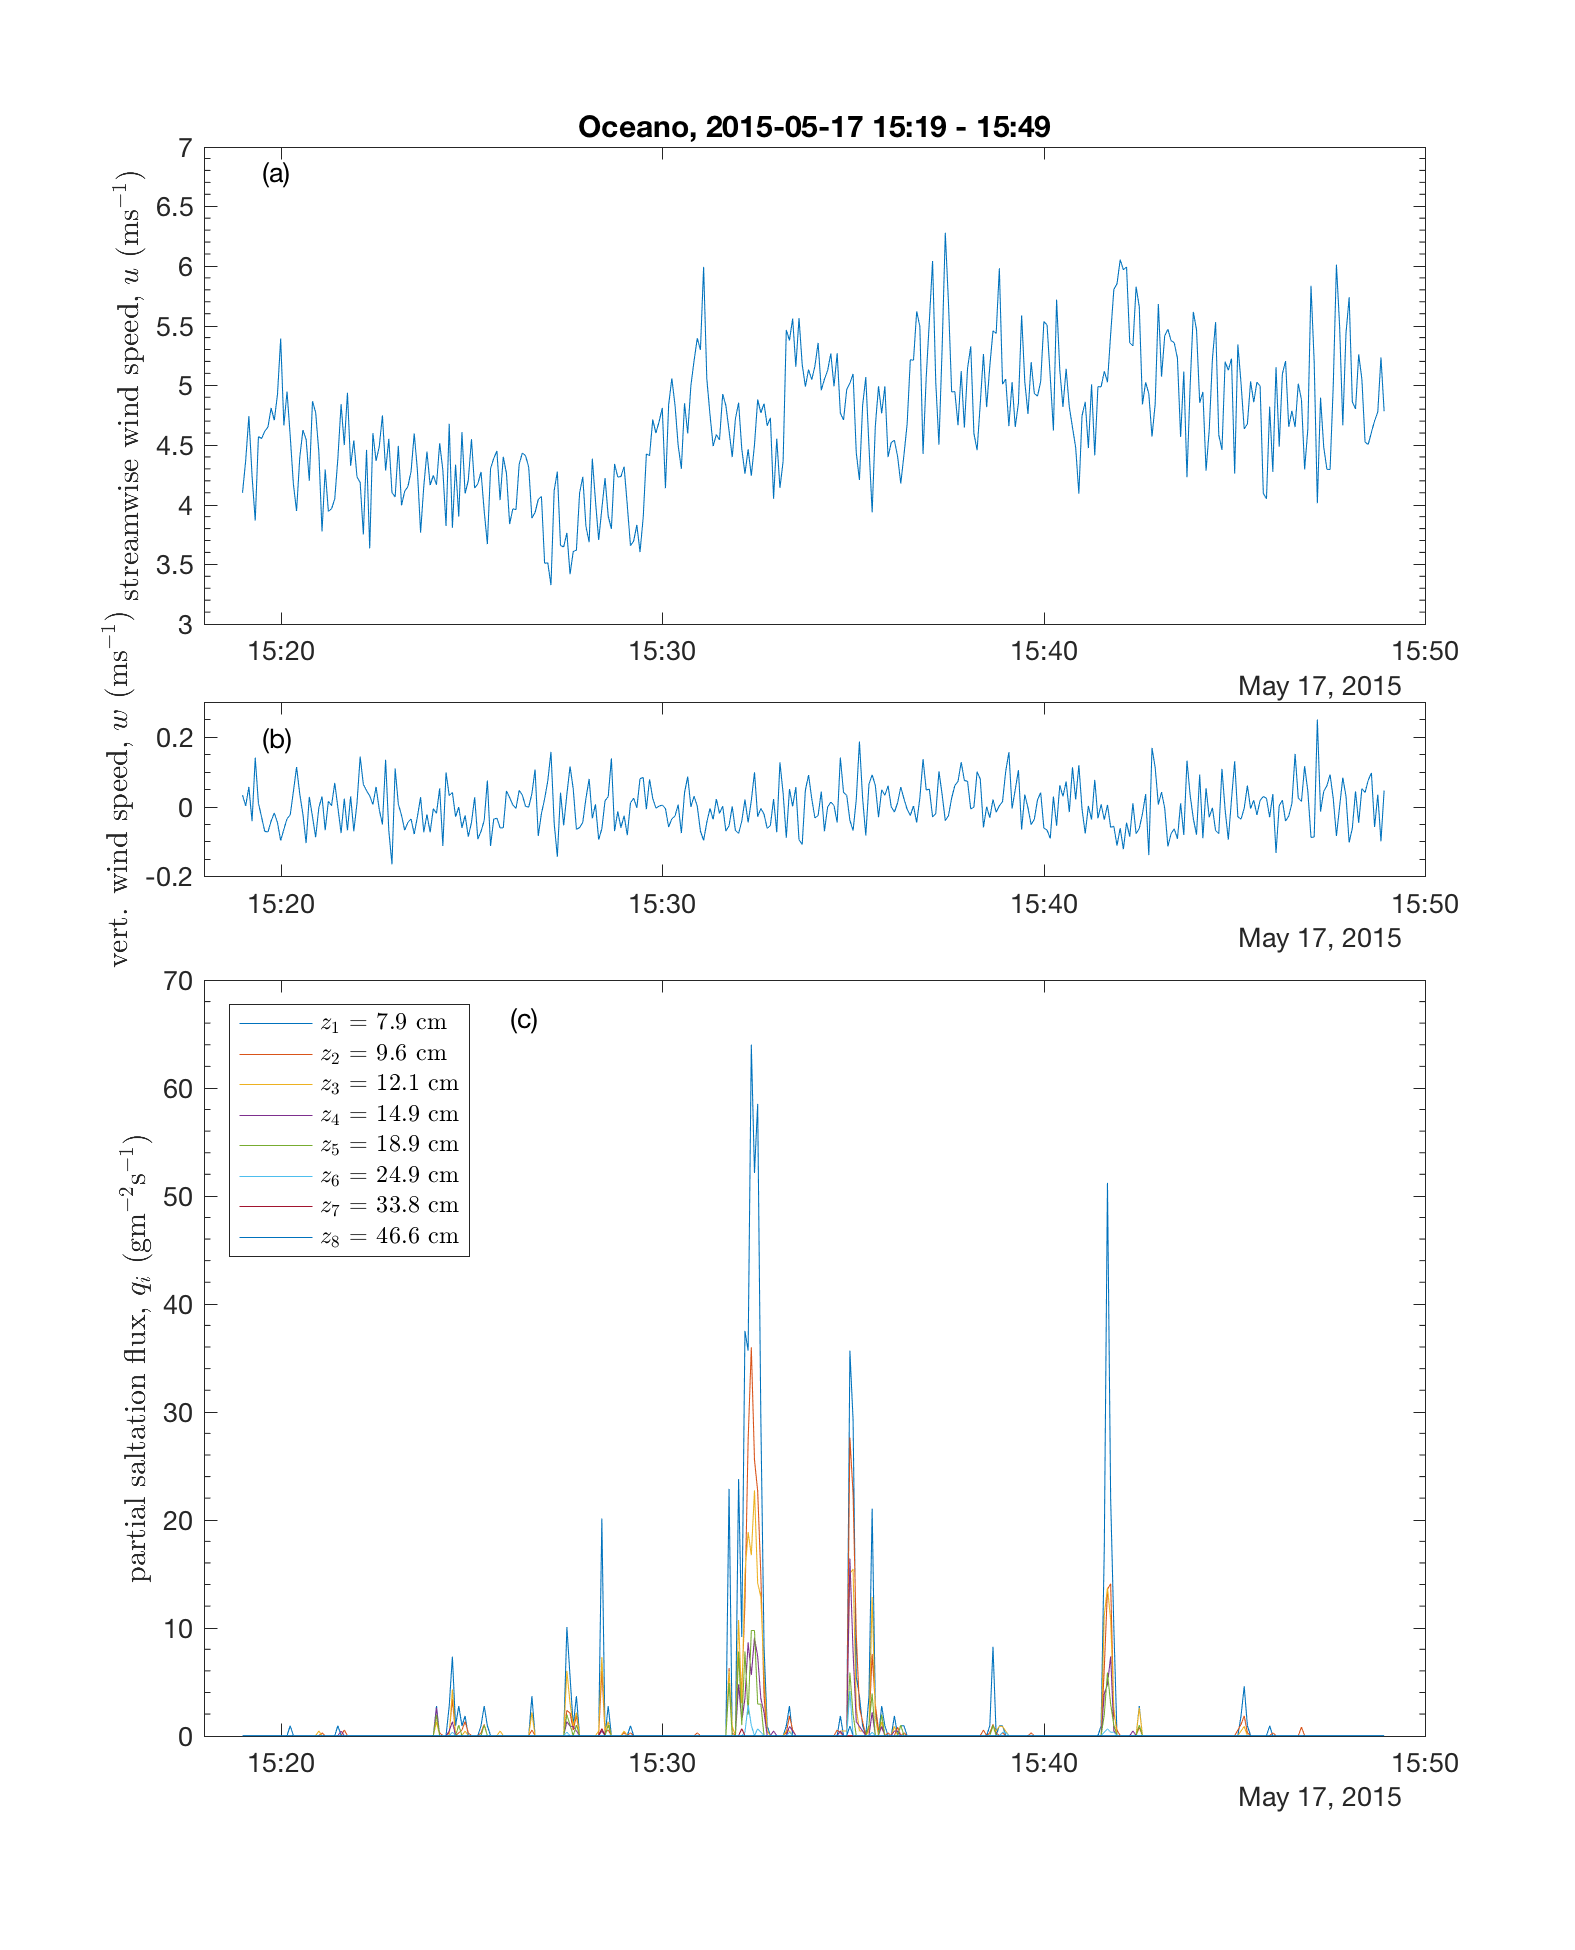 Oceano, 2015-05-17 15:19 - 15:49
(a)
streamwise wind speed, u (ms⁻¹)
7
6.5
6
5.5
5
4.5
4
3.5
3
15:20 15:30 15:40 15:50
May 17, 2015
(b)
vert. wind speed, w (ms⁻¹)
0.2
0
-0.2
15:20 15:30 15:40 15:50
May 17, 2015
(c)
partial saltation flux, qᵢ (gm⁻²s⁻¹)
70
60
50
40
30
20
10
0
z₁ = 7.9 cm
z₂ = 9.6 cm
z₃ = 12.1 cm
z₄ = 14.9 cm
z₅ = 18.9 cm
z₆ = 24.9 cm
z₇ = 33.8 cm
z₈ = 46.6 cm
15:20 15:30 15:40 15:50
May 17, 2015